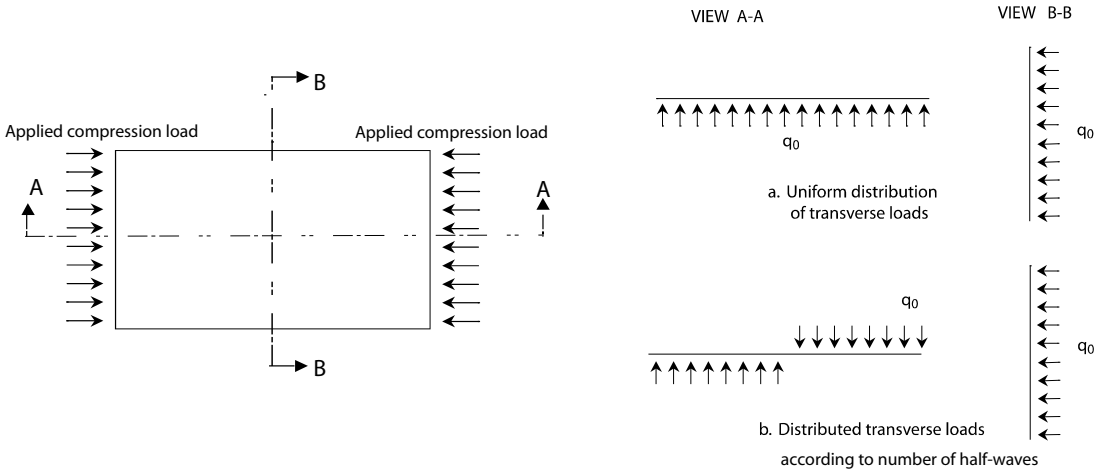 VIEW A-A
VIEW B-B
B
Applied compression load
Applied compression load
A
A
B
q0
q0
a. Uniform distribution
of transverse loads
q0
q0
b. Distributed transverse loads
according to number of half-waves